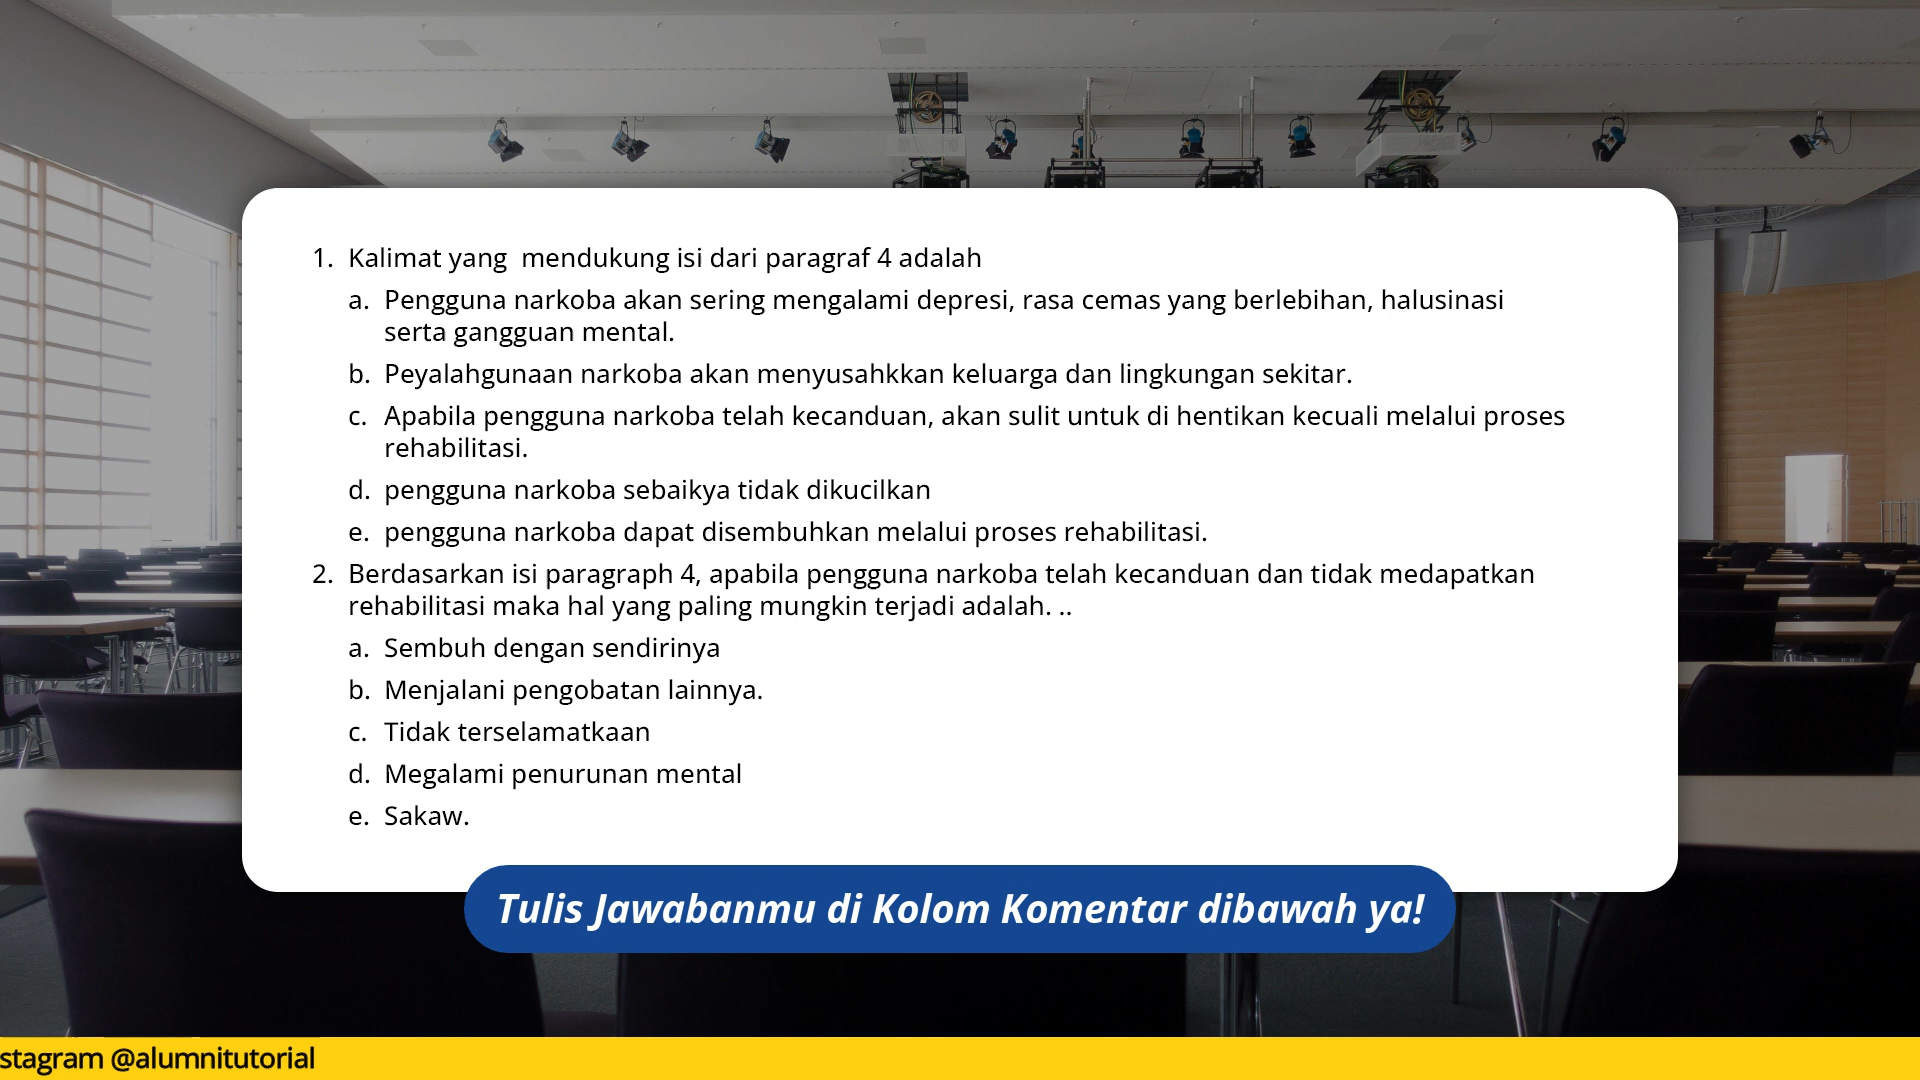 1. Kalimat yang  mendukung isi dari paragraf 4 adalah
a. Pengguna narkoba akan sering mengalami depresi, rasa cemas yang berlebihan, halusinasi
serta gangguan mental.
b. Peyalahgunaan narkoba akan menyusahkkan keluarga dan lingkungan sekitar.
c. Apabila pengguna narkoba telah kecanduan, akan sulit untuk di hentikan kecuali melalui proses
rehabilitasi.
d. pengguna narkoba sebaikya tidak dikucilkan
e. pengguna narkoba dapat disembuhkan melalui proses rehabilitasi.
2. Berdasarkan isi paragraph 4, apabila pengguna narkoba telah kecanduan dan tidak medapatkan
rehabilitasi maka hal yang paling mungkin terjadi adalah. ..
a. Sembuh dengan sendirinya
b. Menjalani pengobatan lainnya.
c. Tidak terselamatkaan
d. Megalami penurunan mental
e. Sakaw.
Tulis Jawabanmu di Kolom Komentar dibawah ya!
stagram @alumnitutorial